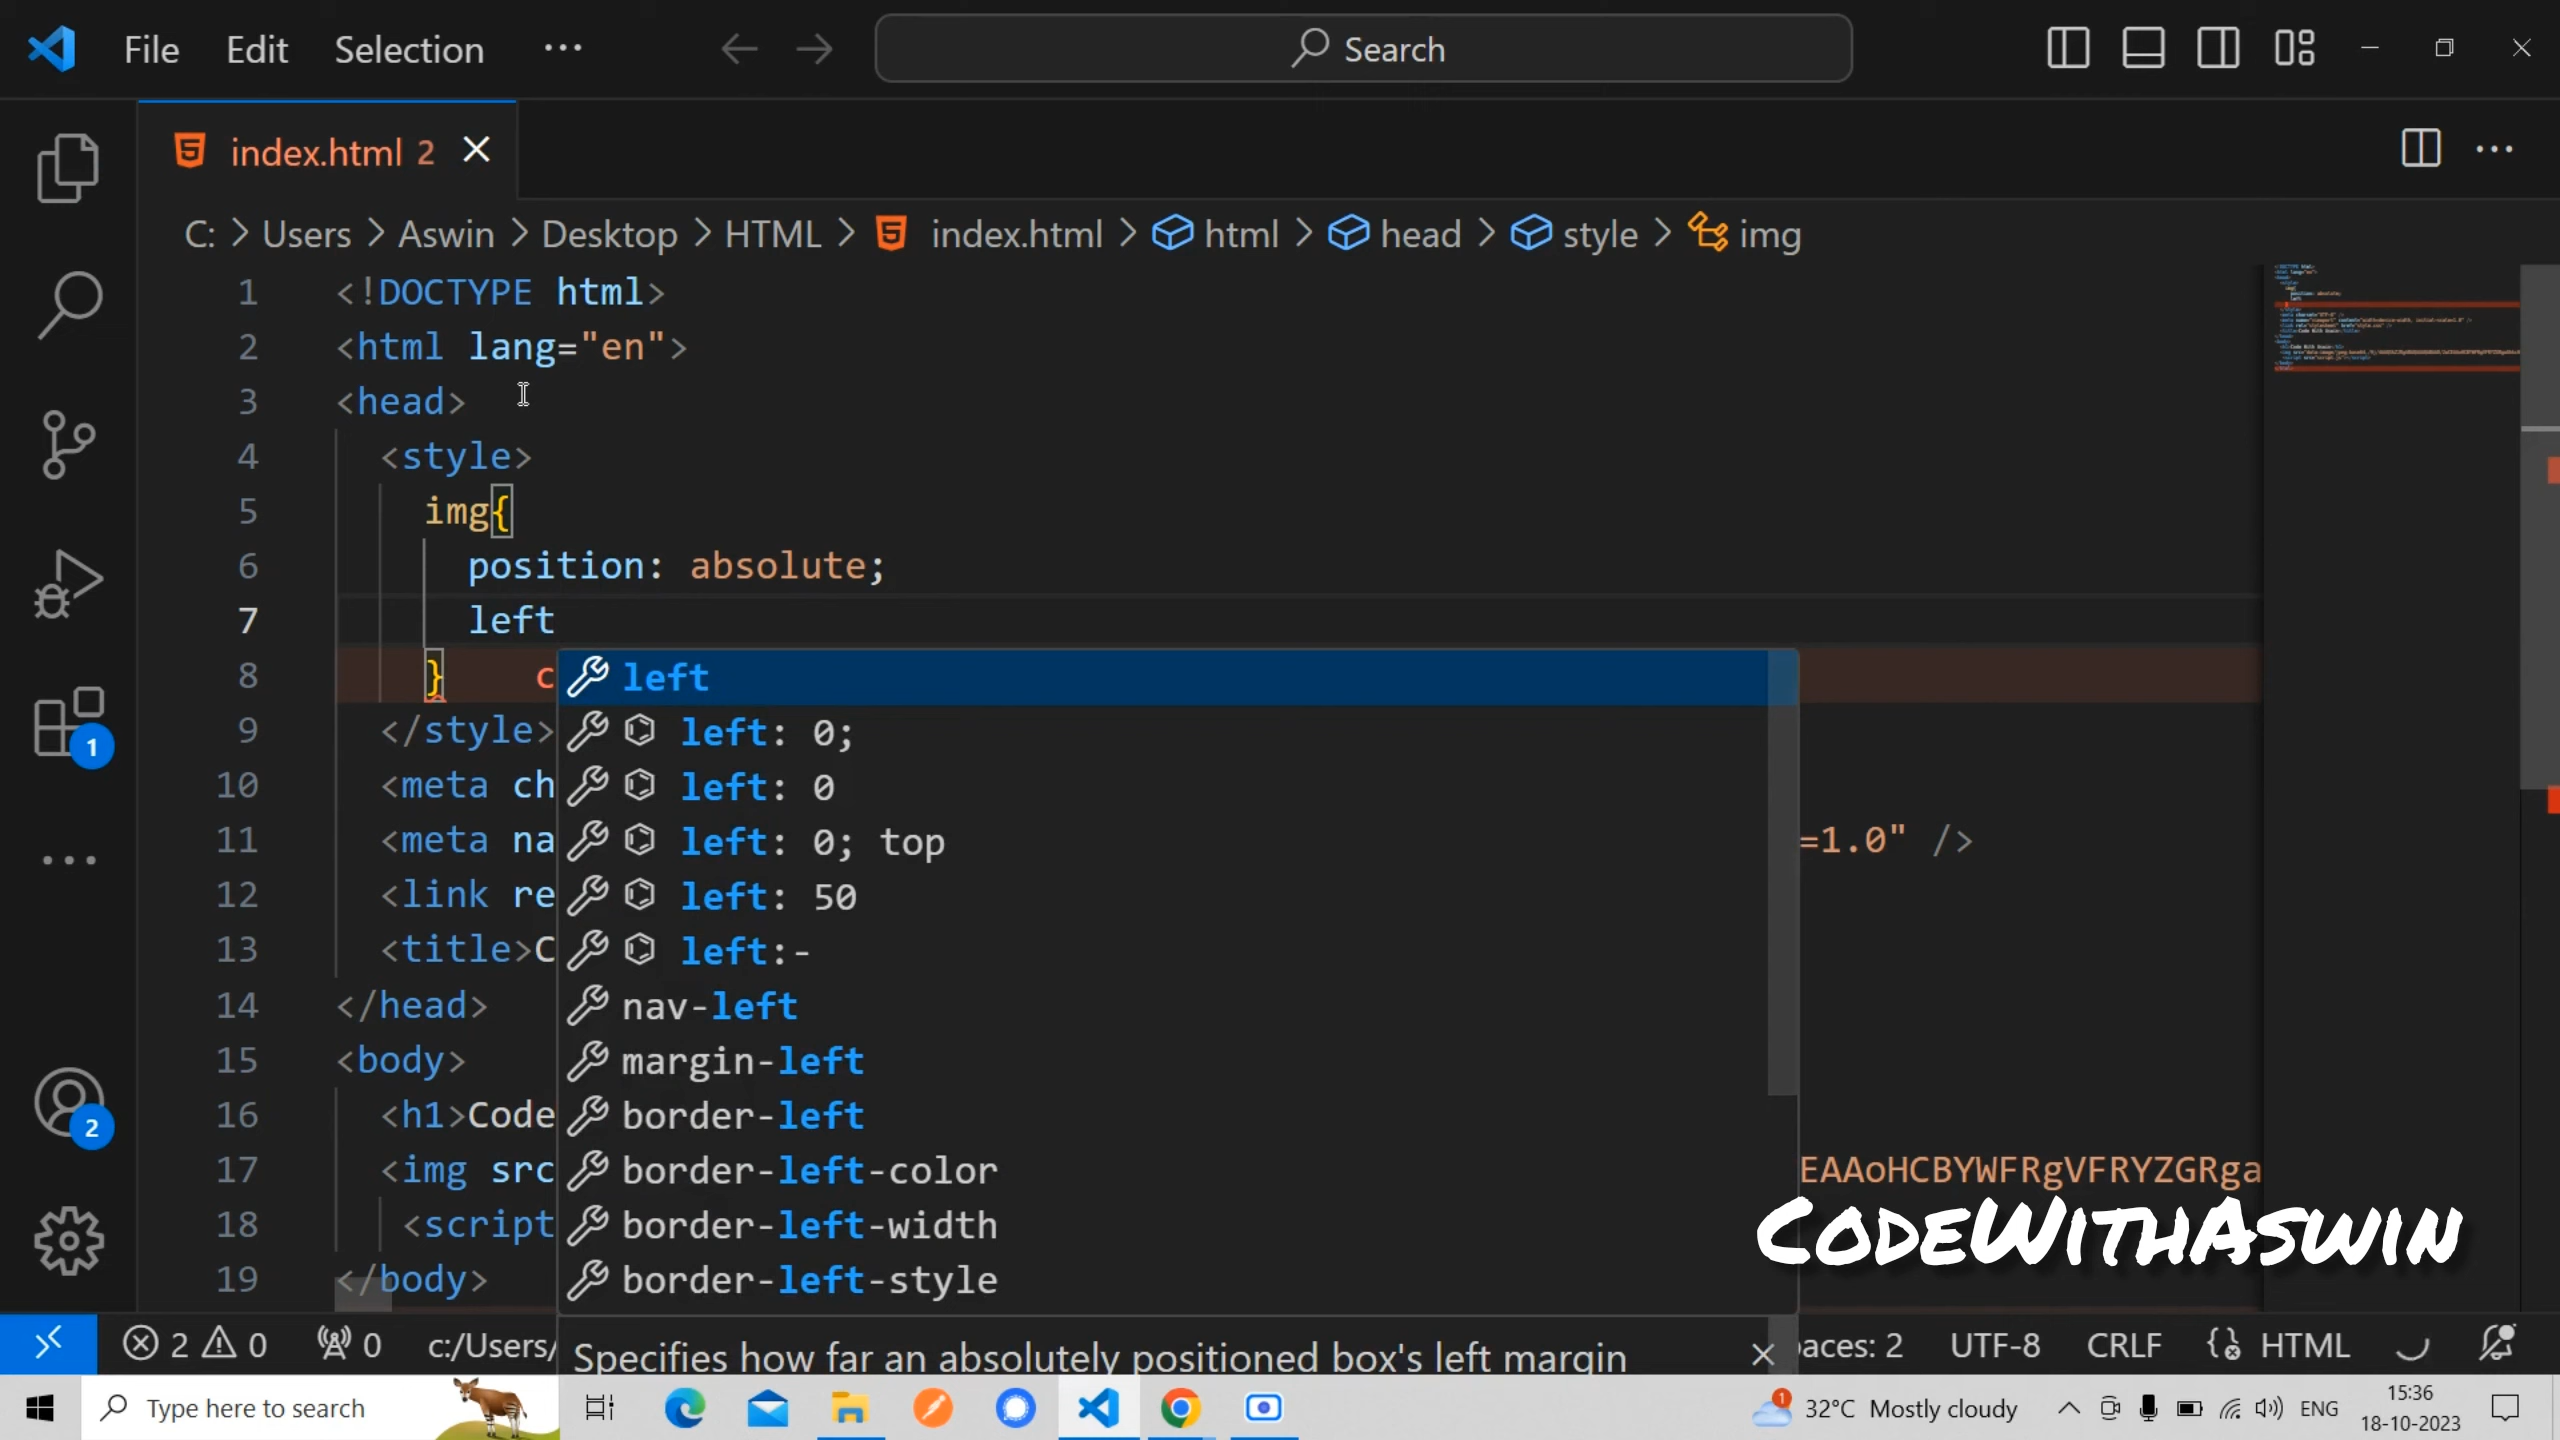 File Edit Selection ··· Search
index.html 2
C: > Users > Aswin > Desktop > HTML > index.html > html > head > style > img
1 <!DOCTYPE html>
2 <html lang="en">
3 <head>
4 <style>
5 img{
6 position: absolute;
7 left
8 } c
left
left: 0;
9 </style>
left: 0
10 <meta ch
left: 0; top
11 <meta na =1.0" />
left: 50
12 <link re
left:-
13 <title>C
nav-left
14 </head>
margin-left
15 <body>
border-left
16 <h1>Code
border-left-color
17 <img src EAAoHCBYWFRgVFRYZGRga
border-left-width
18 <script
border-left-style
19 </body>
CodeWithAswin
1
2
2 0 0 c:/Users/ Specifies how far an absolutely positioned box's left margin paces: 2 UTF-8 CRLF HTML
Type here to search 1 32°C Mostly cloudy ENG 15:36
18-10-2023